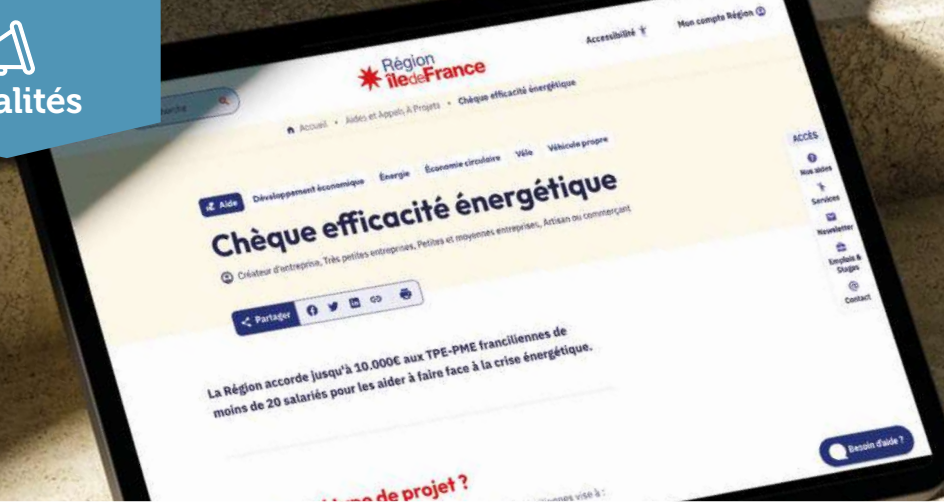 alités
Région
îledeFrance
Accessibilité
Mon compte Région
Accueil • Aides et Appels À Projets • Chèque efficacité énergétique
Aide Développement économique Énergie Économie circulaire Vélo Véhicule propre
Chèque efficacité énergétique
Créateur d'entreprise, Très petites entreprises, Petites et moyennes entreprises, Artisan ou commerçant
Partager
La Région accorde jusqu'à 10.000€ aux TPE-PME franciliennes de
moins de 20 salariés pour les aider à faire face à la crise énergétique.
de projet ?
vise à :
ACCÈS
Nos aides
Services
Newsletter
Emplois &
Stages
Contact
Besoin d'aide ?